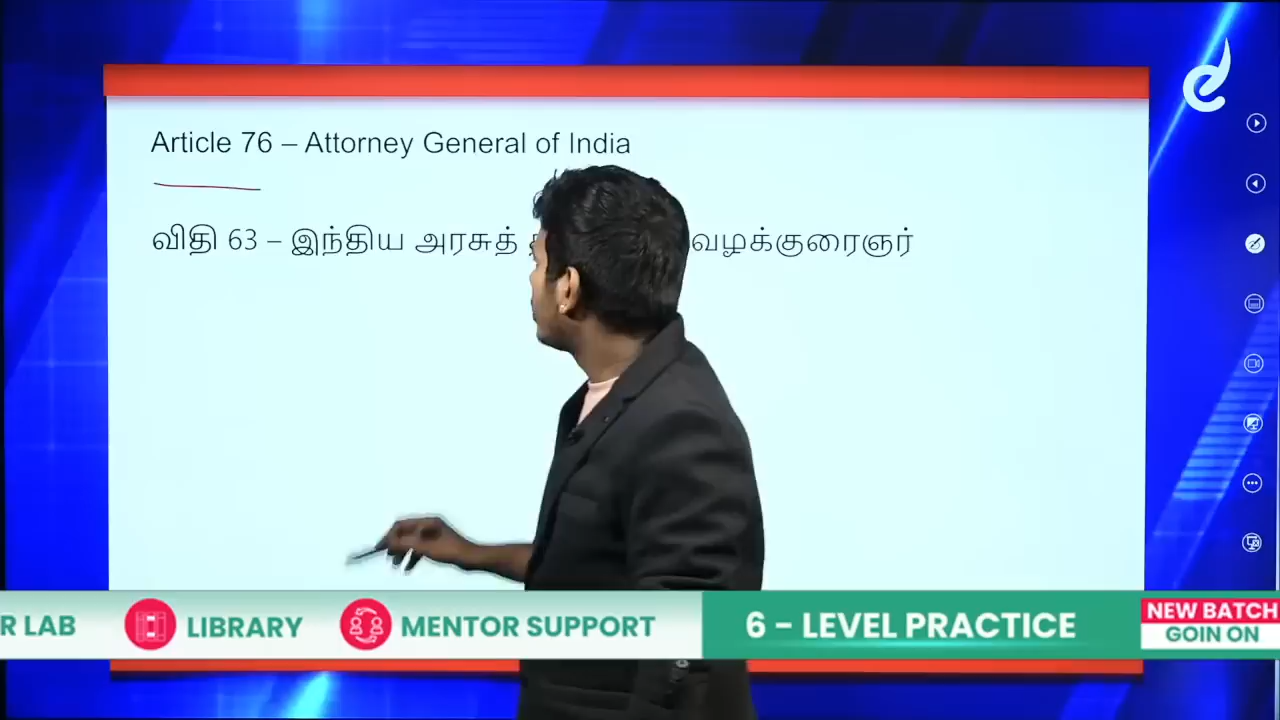 Article 76 – Attorney General of India
விதி 63 – இந்திய அரசுத் வழக்குரைஞர்
R LAB
LIBRARY
MENTOR SUPPORT
6 – LEVEL PRACTICE
NEW BATCH
GOIN ON